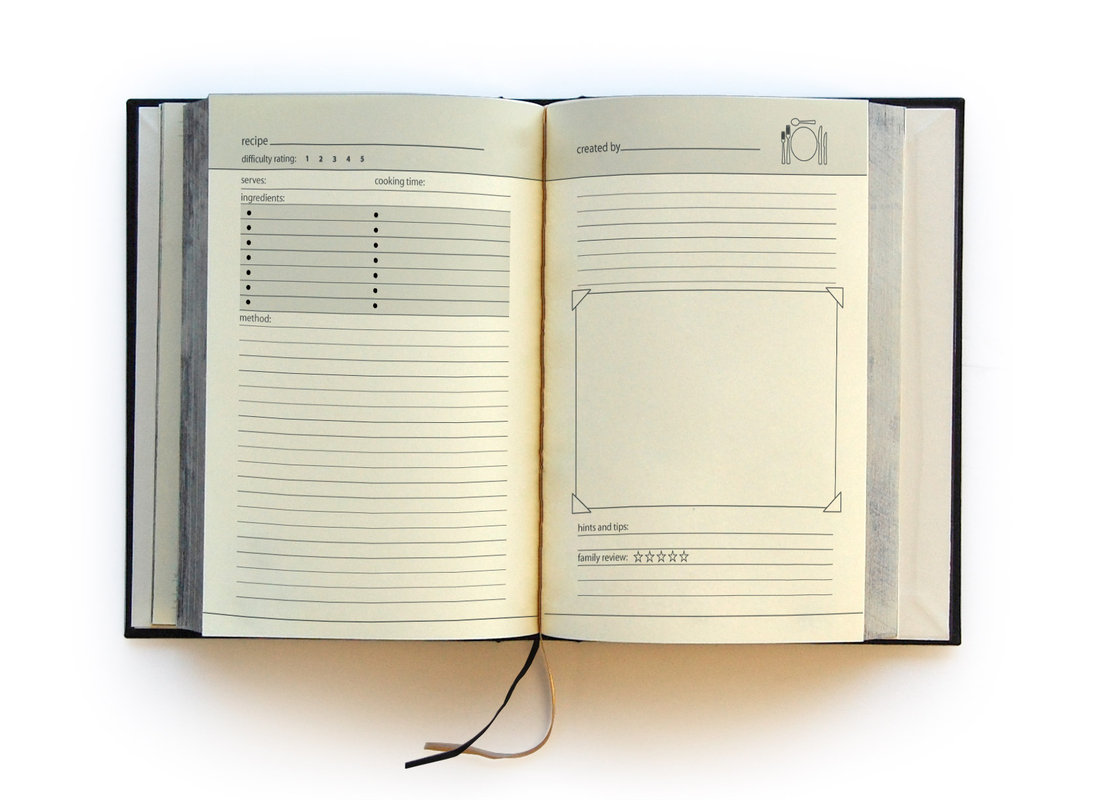 recipe
difficulty rating: 1 2 3 4 5
serves: cooking time:
ingredients:
method:
created by
hints and tips:
family review: